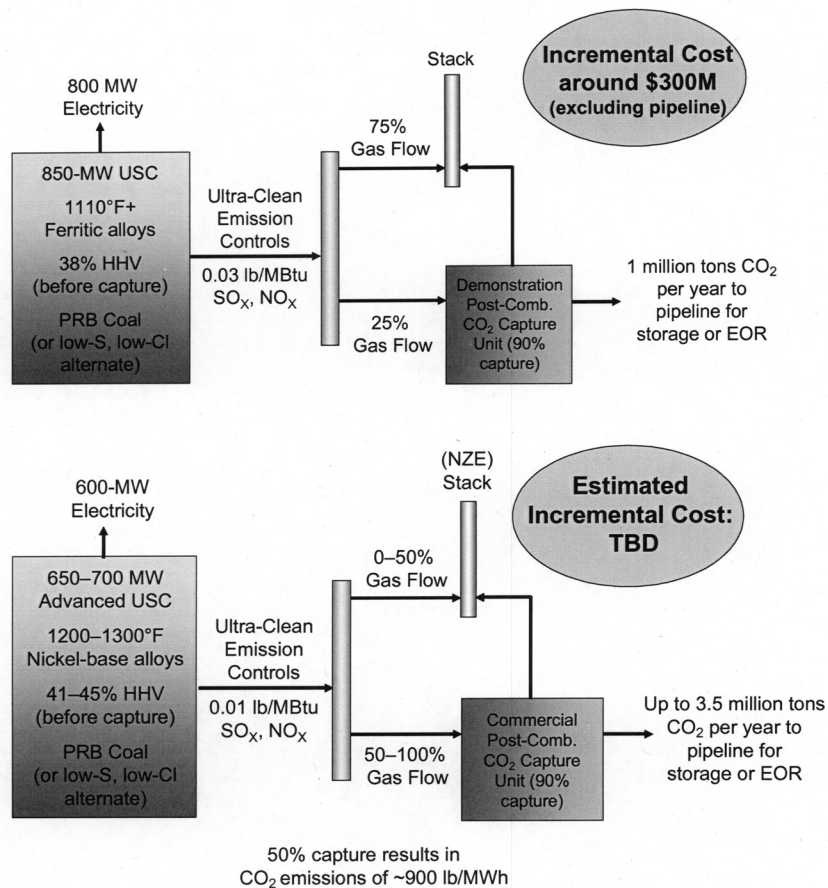 Incremental Cost
around $300M
(excluding pipeline)
Stack
800 MW
Electricity
75%
Gas Flow
850-MW USC
1110°F+
Ferritic alloys
38% HHV
(before capture)
PRB Coal
(or low-S, low-Cl
alternate)
Ultra-Clean
Emission
Controls
0.03 lb/MBtu
SOX, NOX
25%
Gas Flow
Demonstration
Post-Comb.
CO2 Capture
Unit (90%
capture)
1 million tons CO2
per year to
pipeline for
storage or EOR
(NZE)
Stack
Estimated
Incremental Cost:
TBD
600-MW
Electricity
0–50%
Gas Flow
650–700 MW
Advanced USC
1200–1300°F
Nickel-base alloys
41–45% HHV
(before capture)
PRB Coal
(or low-S, low-Cl
alternate)
Ultra-Clean
Emission
Controls
0.01 lb/MBtu
SOX, NOX
50–100%
Gas Flow
Commercial
Post-Comb.
CO2 Capture
Unit (90%
capture)
Up to 3.5 million tons
CO2 per year to
pipeline for
storage or EOR
50% capture results in
CO2 emissions of ~900 lb/MWh